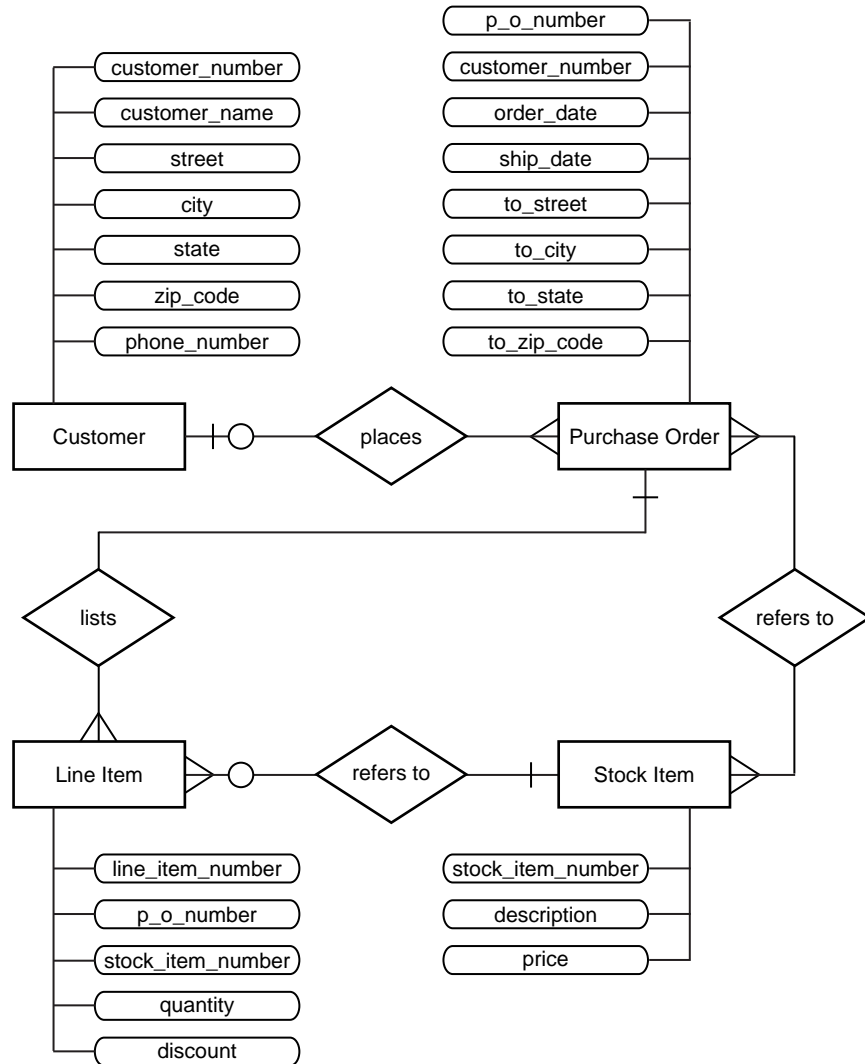 p_o_number
customer_number
order_date
ship_date
to_street
to_city
to_state
to_zip_code
customer_number
customer_name
street
city
state
zip_code
phone_number
Customer
places
Purchase Order
lists
refers to
Line Item
refers to
Stock Item
line_item_number
p_o_number
stock_item_number
quantity
discount
stock_item_number
description
price